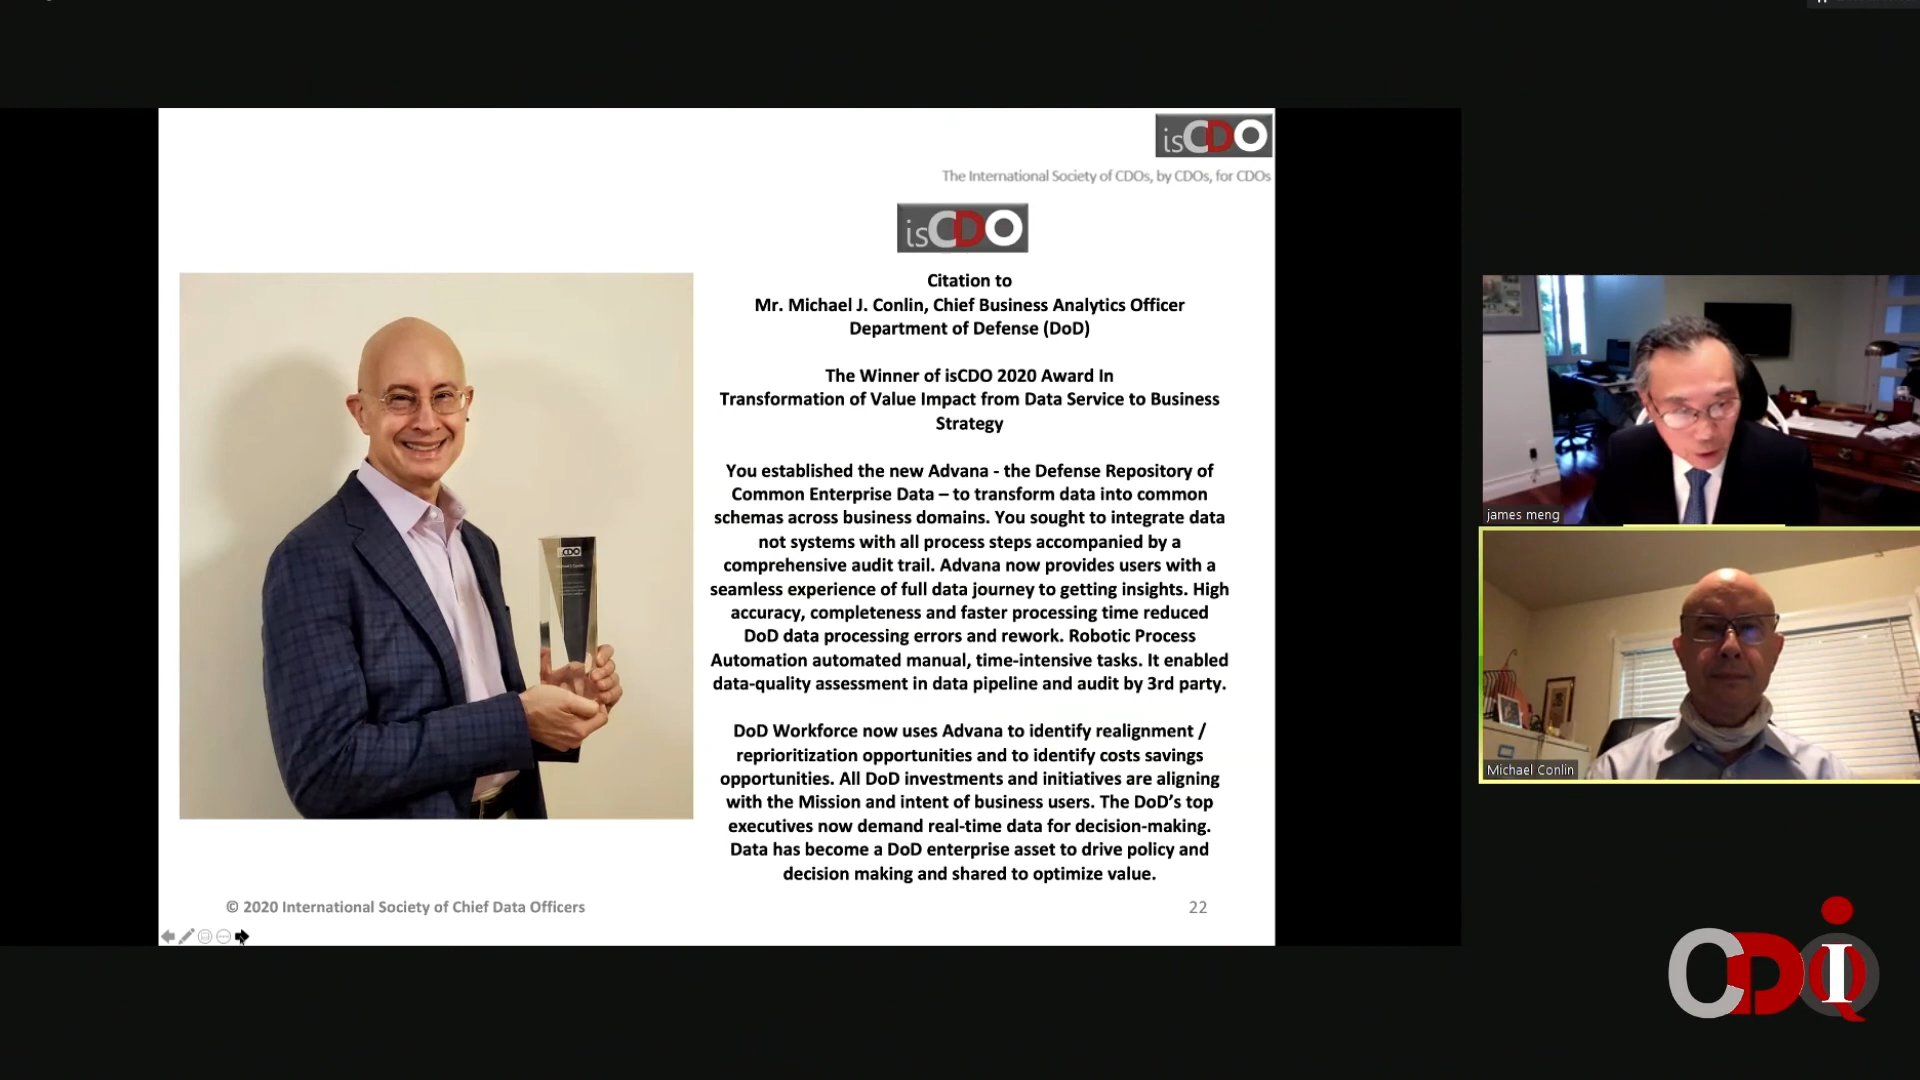 isCDO
The International Society of CDOs, by CDOs, for CDOs
isCDO
Citation to
Mr. Michael J. Conlin, Chief Business Analytics Officer
Department of Defense (DoD)
The Winner of isCDO 2020 Award In
Transformation of Value Impact from Data Service to Business
Strategy
You established the new Advana - the Defense Repository of
Common Enterprise Data – to transform data into common
schemas across business domains. You sought to integrate data
not systems with all process steps accompanied by a
comprehensive audit trail. Advana now provides users with a
seamless experience of full data journey to getting insights. High
accuracy, completeness and faster processing time reduced
DoD data processing errors and rework. Robotic Process
Automation automated manual, time-intensive tasks. It enabled
data-quality assessment in data pipeline and audit by 3rd party.
DoD Workforce now uses Advana to identify realignment /
reprioritization opportunities and to identify costs savings
opportunities. All DoD investments and initiatives are aligning
with the Mission and intent of business users. The DoD’s top
executives now demand real-time data for decision-making.
Data has become a DoD enterprise asset to drive policy and
decision making and shared to optimize value.
© 2020 International Society of Chief Data Officers
22
james meng
Michael Conlin
CDIQ